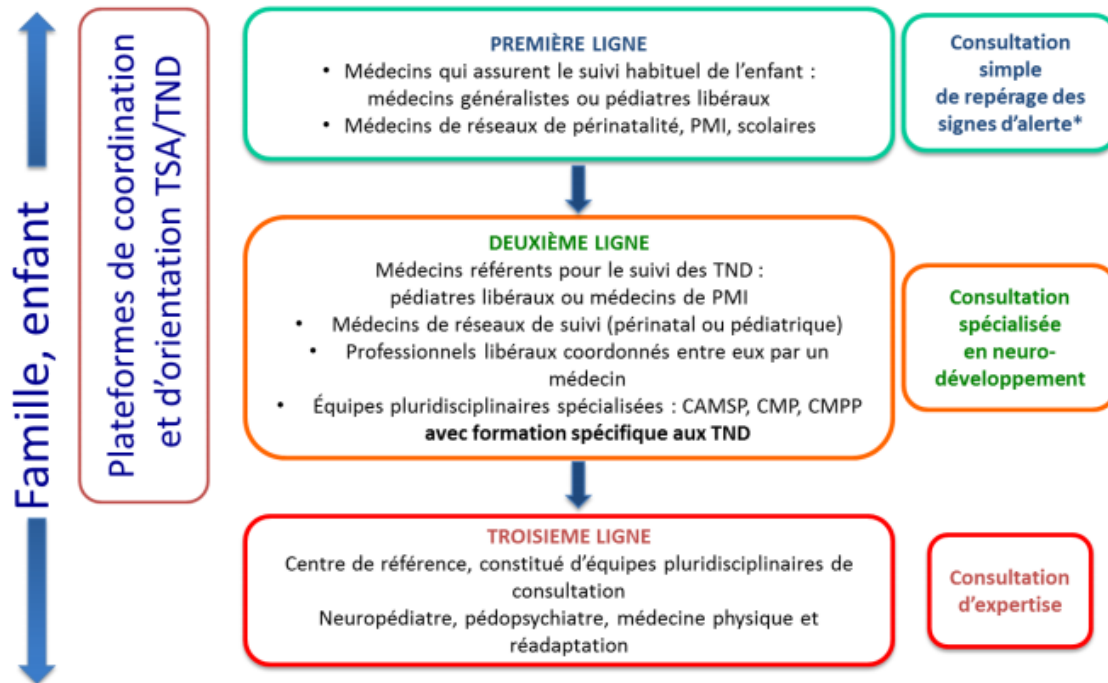 Famille, enfant
Plateformes de coordination
et d'orientation TSA/TND
PREMIÈRE LIGNE
• Médecins qui assurent le suivi habituel de l'enfant :
médecins généralistes ou pédiatres libéraux
• Médecins de réseaux de périnatalité, PMI, scolaires
Consultation
simple
de repérage des
signes d'alerte*
DEUXIÈME LIGNE
Médecins référents pour le suivi des TND :
pédiatres libéraux ou médecins de PMI
• Médecins de réseaux de suivi (périnatal ou pédiatrique)
• Professionnels libéraux coordonnés entre eux par un
médecin
• Équipes pluridisciplinaires spécialisées : CAMSP, CMP, CMPP
avec formation spécifique aux TND
Consultation
spécialisée
en neuro-
développement
TROISIEME LIGNE
Centre de référence, constitué d'équipes pluridisciplinaires de
consultation
Neuropédiatre, pédopsychiatre, médecine physique et
réadaptation
Consultation
d'expertise